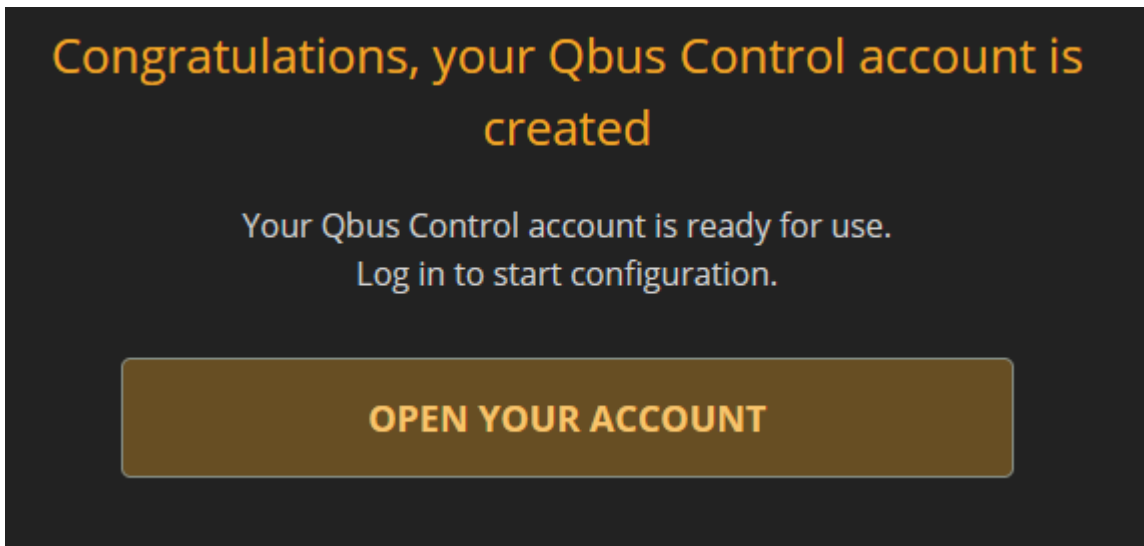 Congratulations, your Qbus Control account is
created
Your Qbus Control account is ready for use.
Log in to start configuration.
OPEN YOUR ACCOUNT